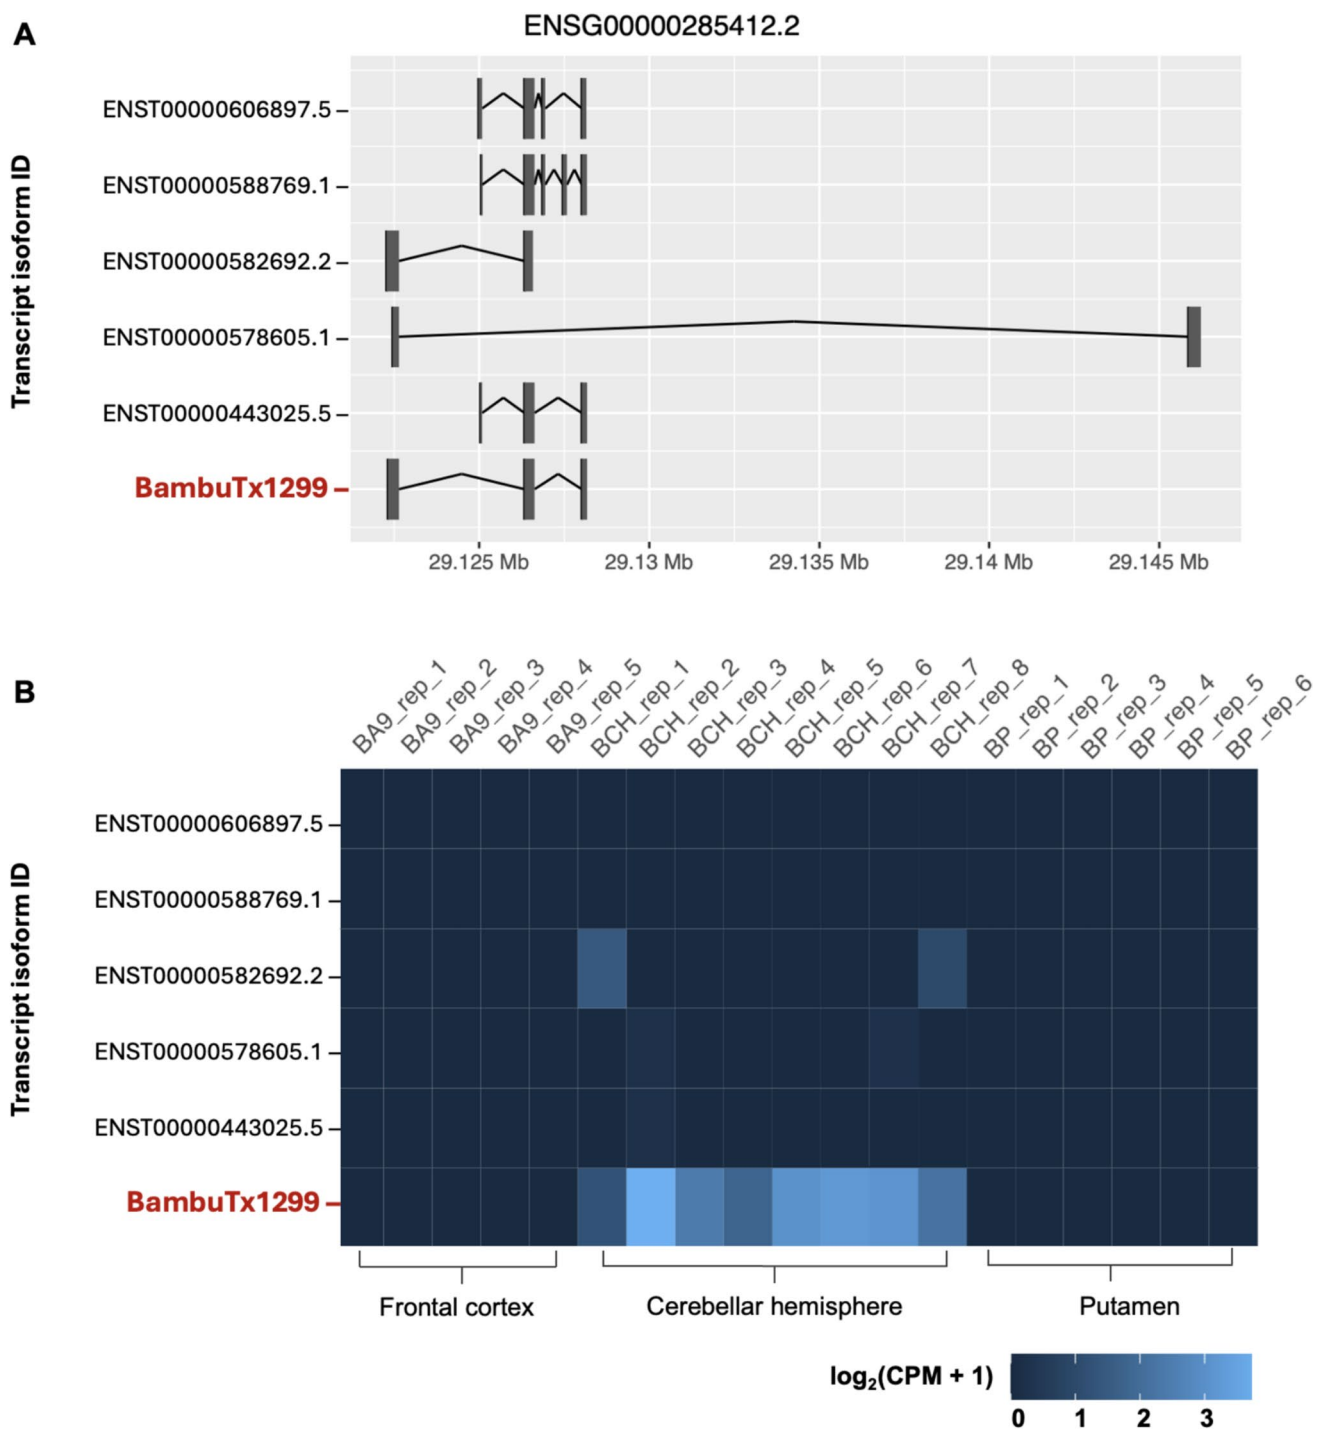 A
ENSG00000285412.2
Transcript isoform ID
ENST00000606897.5
ENST00000588769.1
ENST00000582692.2
ENST00000578605.1
ENST00000443025.5
BambuTx1299
29.125 Mb 29.13 Mb 29.135 Mb 29.14 Mb 29.145 Mb
B
BA9_rep_1 BA9_rep_2 BA9_rep_3 BA9_rep_4 BA9_rep_5 BCH_rep_1 BCH_rep_2 BCH_rep_3 BCH_rep_4 BCH_rep_5 BCH_rep_6 BCH_rep_7 BCH_rep_8 BP_rep_1 BP_rep_2 BP_rep_3 BP_rep_4 BP_rep_5 BP_rep_6
Transcript isoform ID
ENST00000606897.5
ENST00000588769.1
ENST00000582692.2
ENST00000578605.1
ENST00000443025.5
BambuTx1299
Frontal cortex Cerebellar hemisphere Putamen
log₂(CPM + 1)
0 1 2 3